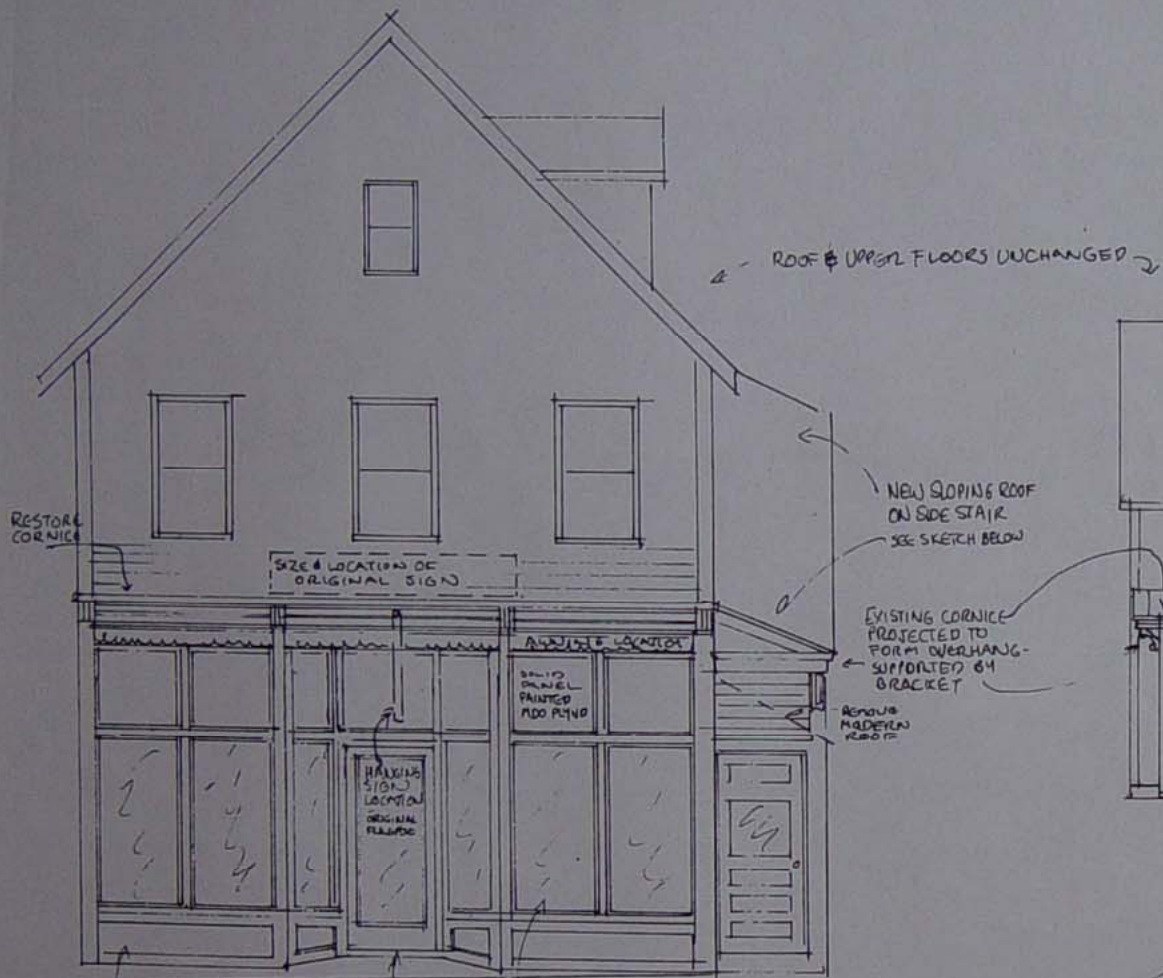 ROOF & UPPER FLOORS UNCHANGED
RESTORE
CORNICE
SIZE & LOCATION OF
ORIGINAL SIGN
NEW SLOPING ROOF
ON SIDE STAIR
SEE SKETCH BELOW
EXISTING CORNICE
PROJECTED TO
FORM OVERHANG-
SUPPORTED BY
BRACKET
LOCATION
SOLID
PANEL
PAINTED
MDO PLYWD
REMOVE
MODERN
ROOF
HANGING
SIGN
LOCATION
ORIGINAL